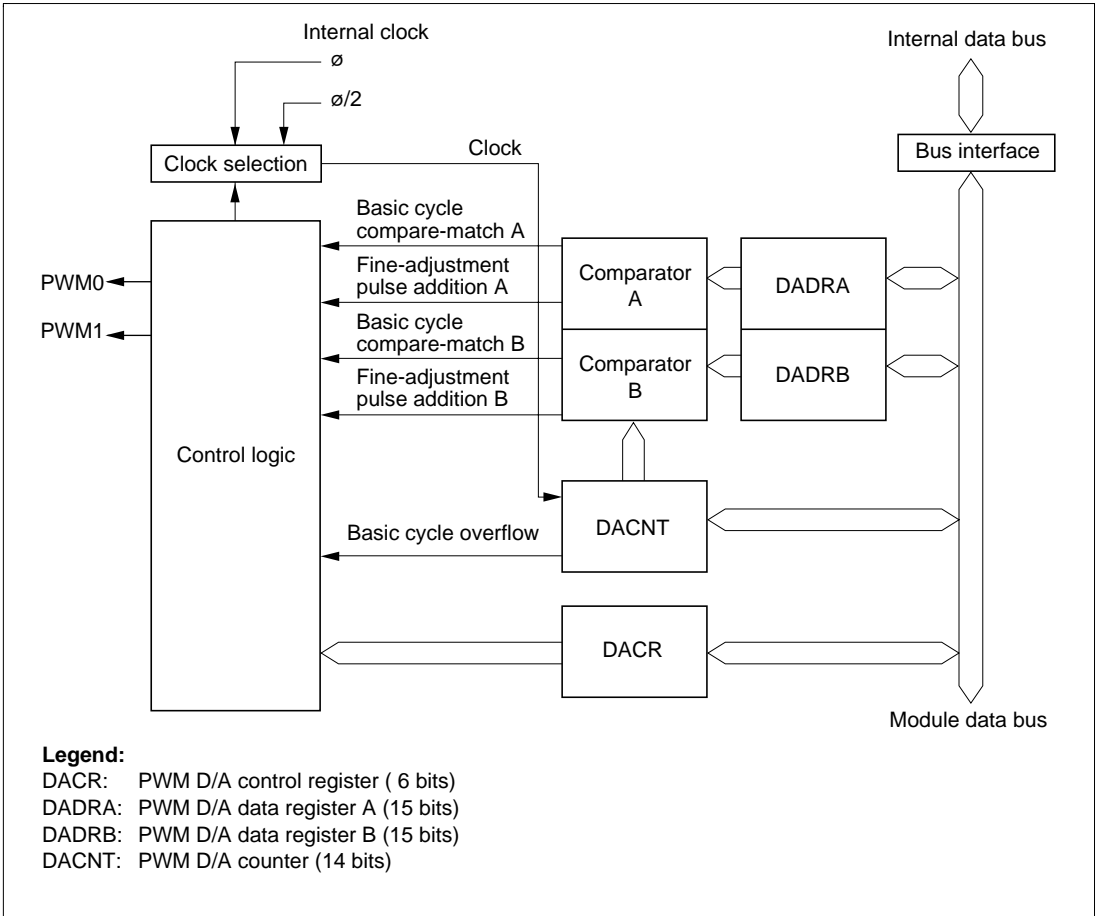 Internal clock
ø
ø/2
Internal data bus
Clock selection
Clock
Bus interface
Basic cycle
compare-match A
Fine-adjustment
pulse addition A
Basic cycle
compare-match B
Fine-adjustment
pulse addition B
Comparator
A
DADRA
Comparator
B
DADRB
PWM0
PWM1
Control logic
Basic cycle overflow
DACNT
DACR
Module data bus
Legend:
DACR: PWM D/A control register ( 6 bits)
DADRA: PWM D/A data register A (15 bits)
DADRB: PWM D/A data register B (15 bits)
DACNT: PWM D/A counter (14 bits)